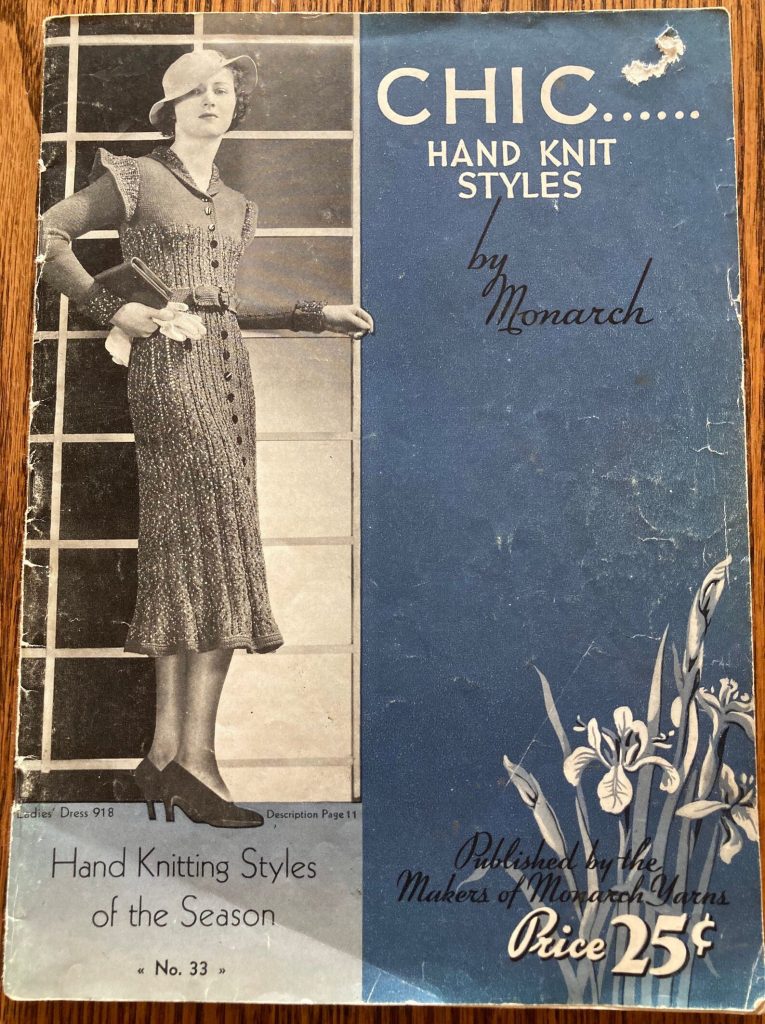 CHIC......
HAND KNIT
STYLES
by
Monarch
Ladies' Dress 918
Description Page 11
Hand Knitting Styles
of the Season
« No. 33 »
Published by the
Makers of Monarch Yarns
Price 25¢